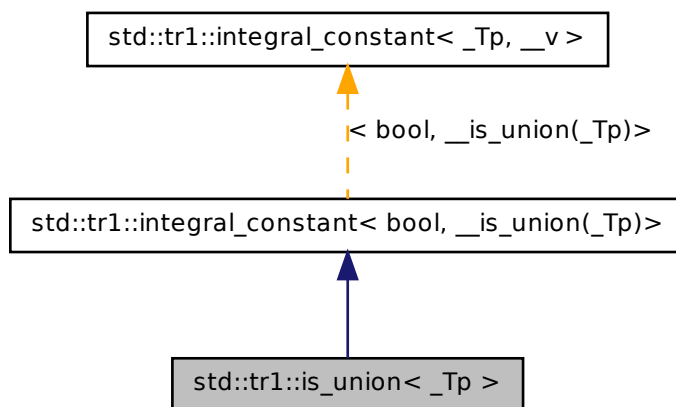 std::tr1::integral_constant< _Tp, __v >
< bool, __is_union(_Tp)>
std::tr1::integral_constant< bool, __is_union(_Tp)>
std::tr1::is_union< _Tp >